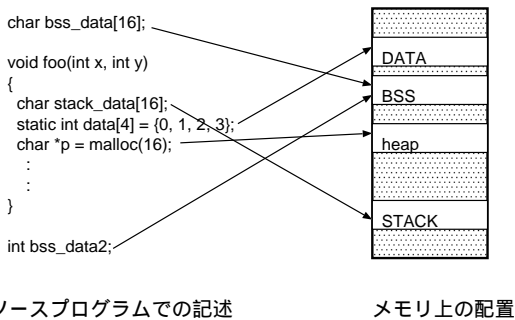 char bss_data[16];
void foo(int x, int y)
{
char stack_data[16];
static int data[4] = {0, 1, 2, 3};
char *p = malloc(16);
:
:
}
int bss_data2;
DATA
BSS
heap
STACK
ソースプログラムでの記述
メモリ上の配置